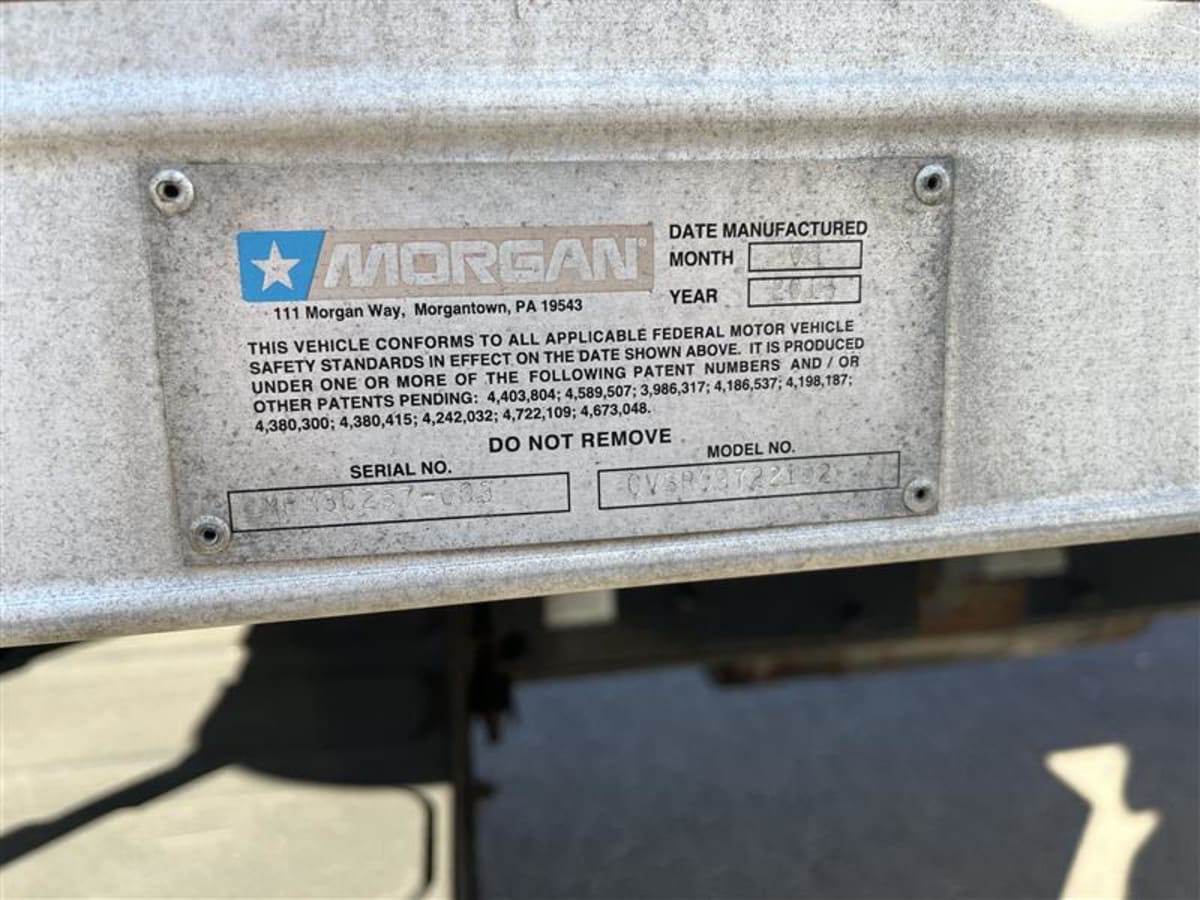 MORGAN®
111 Morgan Way, Morgantown, PA 19543
DATE MANUFACTURED
MONTH
YEAR
THIS VEHICLE CONFORMS TO ALL APPLICABLE FEDERAL MOTOR VEHICLE
SAFETY STANDARDS IN EFFECT ON THE DATE SHOWN ABOVE. IT IS PRODUCED
UNDER ONE OR MORE OF THE FOLLOWING PATENT NUMBERS AND / OR
OTHER PATENTS PENDING: 4,403,804; 4,589,507; 3,986,317; 4,186,537; 4,198,187;
4,380,300; 4,380,415; 4,242,032; 4,722,109; 4,673,048.
DO NOT REMOVE
SERIAL NO.
MODEL NO.